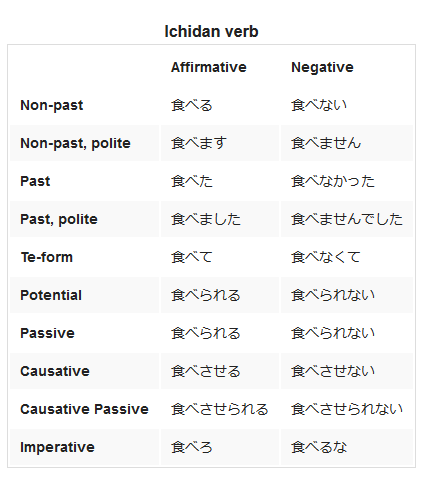 Ichidan verb
Affirmative Negative
Non-past 食べる 食べない
Non-past, polite 食べます 食べません
Past 食べた 食べなかった
Past, polite 食べました 食べませんでした
Te-form 食べて 食べなくて
Potential 食べられる 食べられない
Passive 食べられる 食べられない
Causative 食べさせる 食べさせない
Causative Passive 食べさせられる 食べさせられない
Imperative 食べろ 食べるな